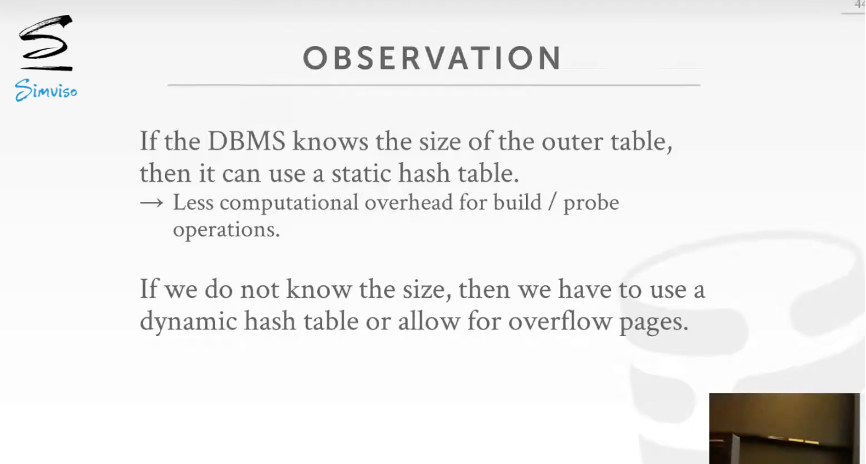 44
Simviso
OBSERVATION
If the DBMS knows the size of the outer table,
then it can use a static hash table.
→ Less computational overhead for build / probe
operations.
If we do not know the size, then we have to use a
dynamic hash table or allow for overflow pages.